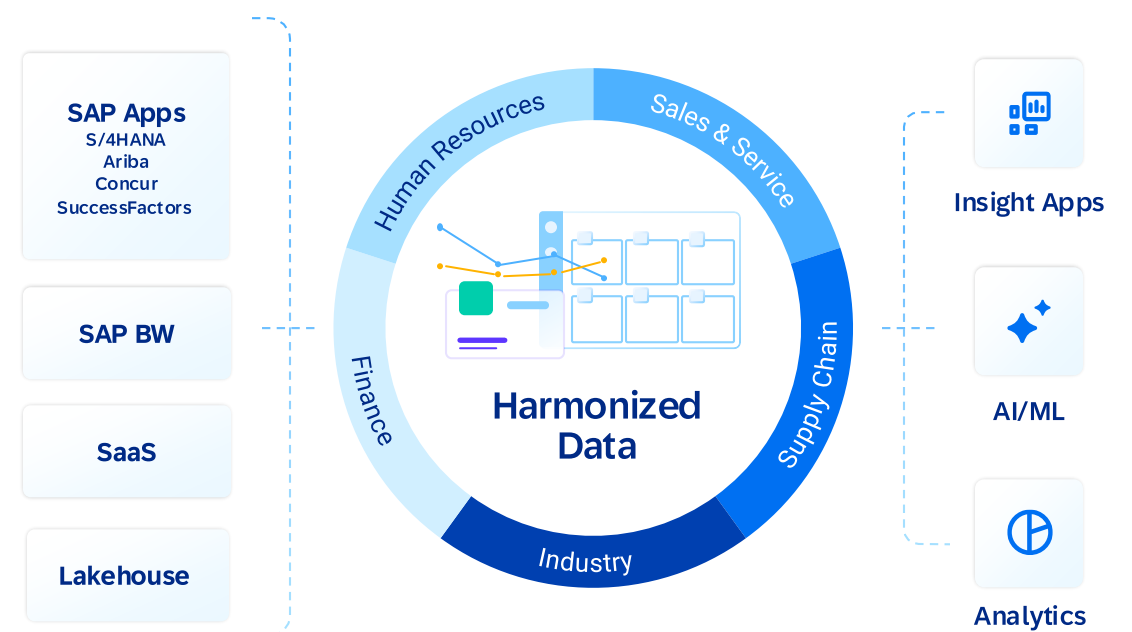 SAP Apps
S/4HANA
Ariba
Concur
SuccessFactors
SAP BW
SaaS
Lakehouse
Human Resources
Sales & Service
Supply Chain
Industry
Finance
Harmonized
Data
Insight Apps
AI/ML
Analytics